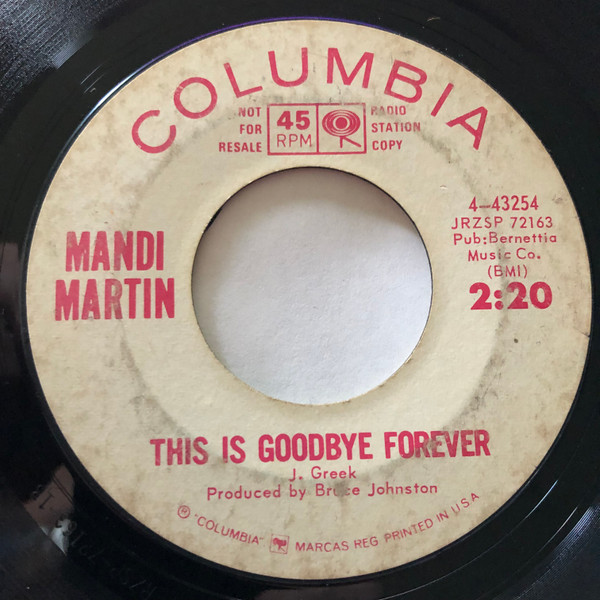 COLUMBIA
NOT FOR RESALE
45 RPM
RADIO STATION COPY
4-43254
JRZSP 72163
Pub:Bernettia
Music Co.
(BMI)
2:20
MANDI
MARTIN
THIS IS GOODBYE FOREVER
J. Greek
Produced by Bruce Johnston
"COLUMBIA" MARCAS REG. PRINTED IN U.S.A